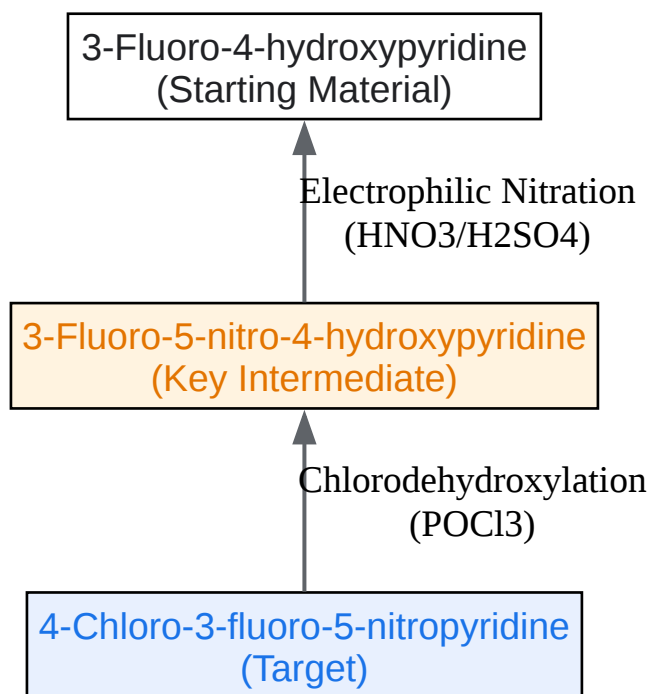 3-Fluoro-4-hydroxypyridine
(Starting Material)
Electrophilic Nitration
(HNO3/H2SO4)
3-Fluoro-5-nitro-4-hydroxypyridine
(Key Intermediate)
Chlorodehydroxylation
(POCl3)
4-Chloro-3-fluoro-5-nitropyridine
(Target)